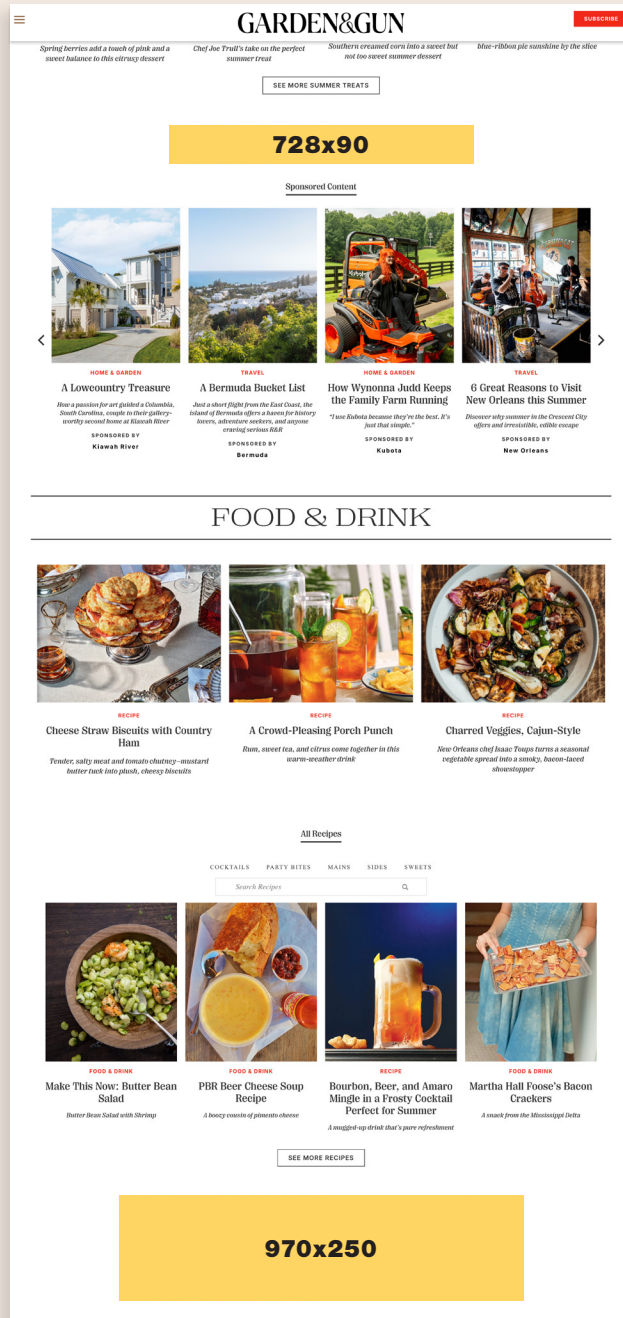 GARDEN&GUN
SUBSCRIBE
Spring berries add a touch of pink and a
sweet balance to this citrusy dessert
Chef Joe Trull's take on the perfect
summer treat
Southern creamed corn into a sweet but
not too sweet summer dessert
blue-ribbon pie sunshine by the slice
SEE MORE SUMMER TREATS
728x90
Sponsored Content
HOME & GARDEN
A Lowcountry Treasure
How a passion for art guided a Columbia,
South Carolina, couple to their gallery-
worthy second home at Kiawah River
SPONSORED BY
Kiawah River
TRAVEL
A Bermuda Bucket List
Just a short flight from the East Coast, the
island of Bermuda offers a haven for history
lovers, adventure seekers, and anyone
craving serious R&R
SPONSORED BY
Bermuda
HOME & GARDEN
How Wynonna Judd Keeps
the Family Farm Running
"I use Kubota because they're the best. It's
just that simple."
SPONSORED BY
Kubota
TRAVEL
6 Great Reasons to Visit
New Orleans this Summer
Discover why summer in the Crescent City
offers and irresistible, edible escape
SPONSORED BY
New Orleans
FOOD & DRINK
RECIPE
Cheese Straw Biscuits with Country
Ham
Tender, salty meat and tomato chutney–mustard
butter tuck into plush, cheesy biscuits
RECIPE
A Crowd-Pleasing Porch Punch
Rum, sweet tea, and citrus come together in this
warm-weather drink
RECIPE
Charred Veggies, Cajun-Style
New Orleans chef Isaac Toups turns a seasonal
vegetable spread into a smoky, bacon-laced
showstopper
All Recipes
COCKTAILS PARTY BITES MAINS SIDES SWEETS
Search Recipes
FOOD & DRINK
Make This Now: Butter Bean
Salad
Butter Bean Salad with Shrimp
FOOD & DRINK
PBR Beer Cheese Soup
Recipe
A boozy cousin of pimento cheese
RECIPE
Bourbon, Beer, and Amaro
Mingle in a Frosty Cocktail
Perfect for Summer
A mugged-up drink that's pure refreshment
FOOD & DRINK
Martha Hall Foose's Bacon
Crackers
A snack from the Mississippi Delta
SEE MORE RECIPES
970x250